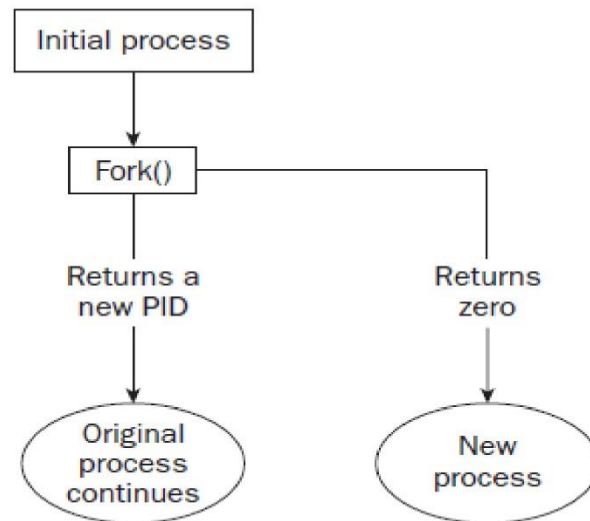 Initial process
Fork()
Returns a
new PID
Returns
zero
Original
process
continues
New
process